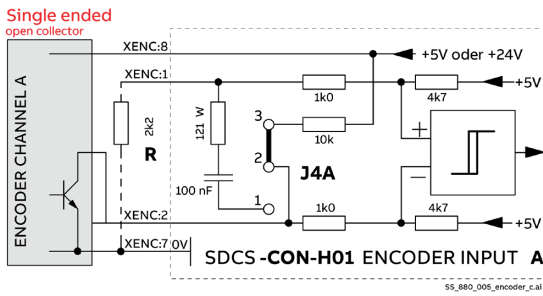 Single ended
open collector
XENC:8
+5V oder +24V
XENC:1
+5V
1k0
4k7
ENCODER CHANNEL A
2k2
R
121 W
3
10k
2
J4A
+
−
100 nF
1
1k0
4k7
XENC:2
+5V
XENC:7
0V
SDCS -CON-H01 ENCODER INPUT A
SS_880_005_encoder_c.ai